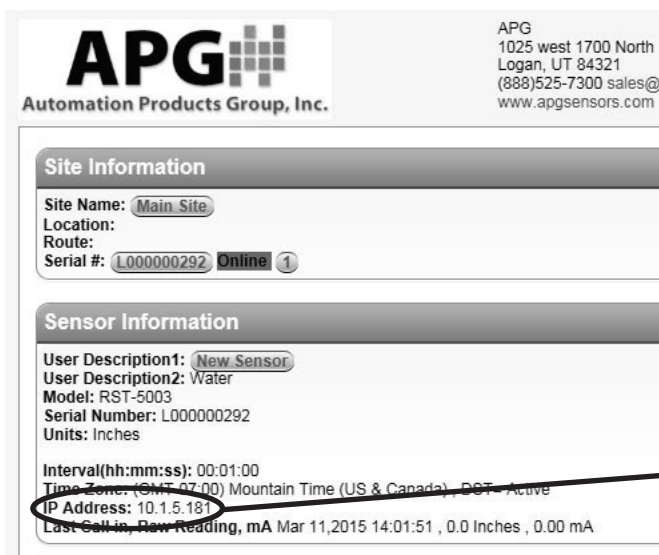 APG
Automation Products Group, Inc.
APG
1025 west 1700 North
Logan, UT 84321
(888)525-7300 sales@
www.apgsensors.com
Site Information
Site Name: Main Site
Location:
Route:
Serial #: L000000292 Online 1
Sensor Information
User Description1: New Sensor
User Description2: Water
Model: RST-5003
Serial Number: L000000292
Units: Inches
Interval(hh:mm:ss): 00:01:00
Time Zone: (GMT-07:00) Mountain Time (US & Canada) , DST= Active
IP Address: 10.1.5.181
Last Call in, Raw Reading, mA Mar 11,2015 14:01:51 , 0.0 Inches , 0.00 mA